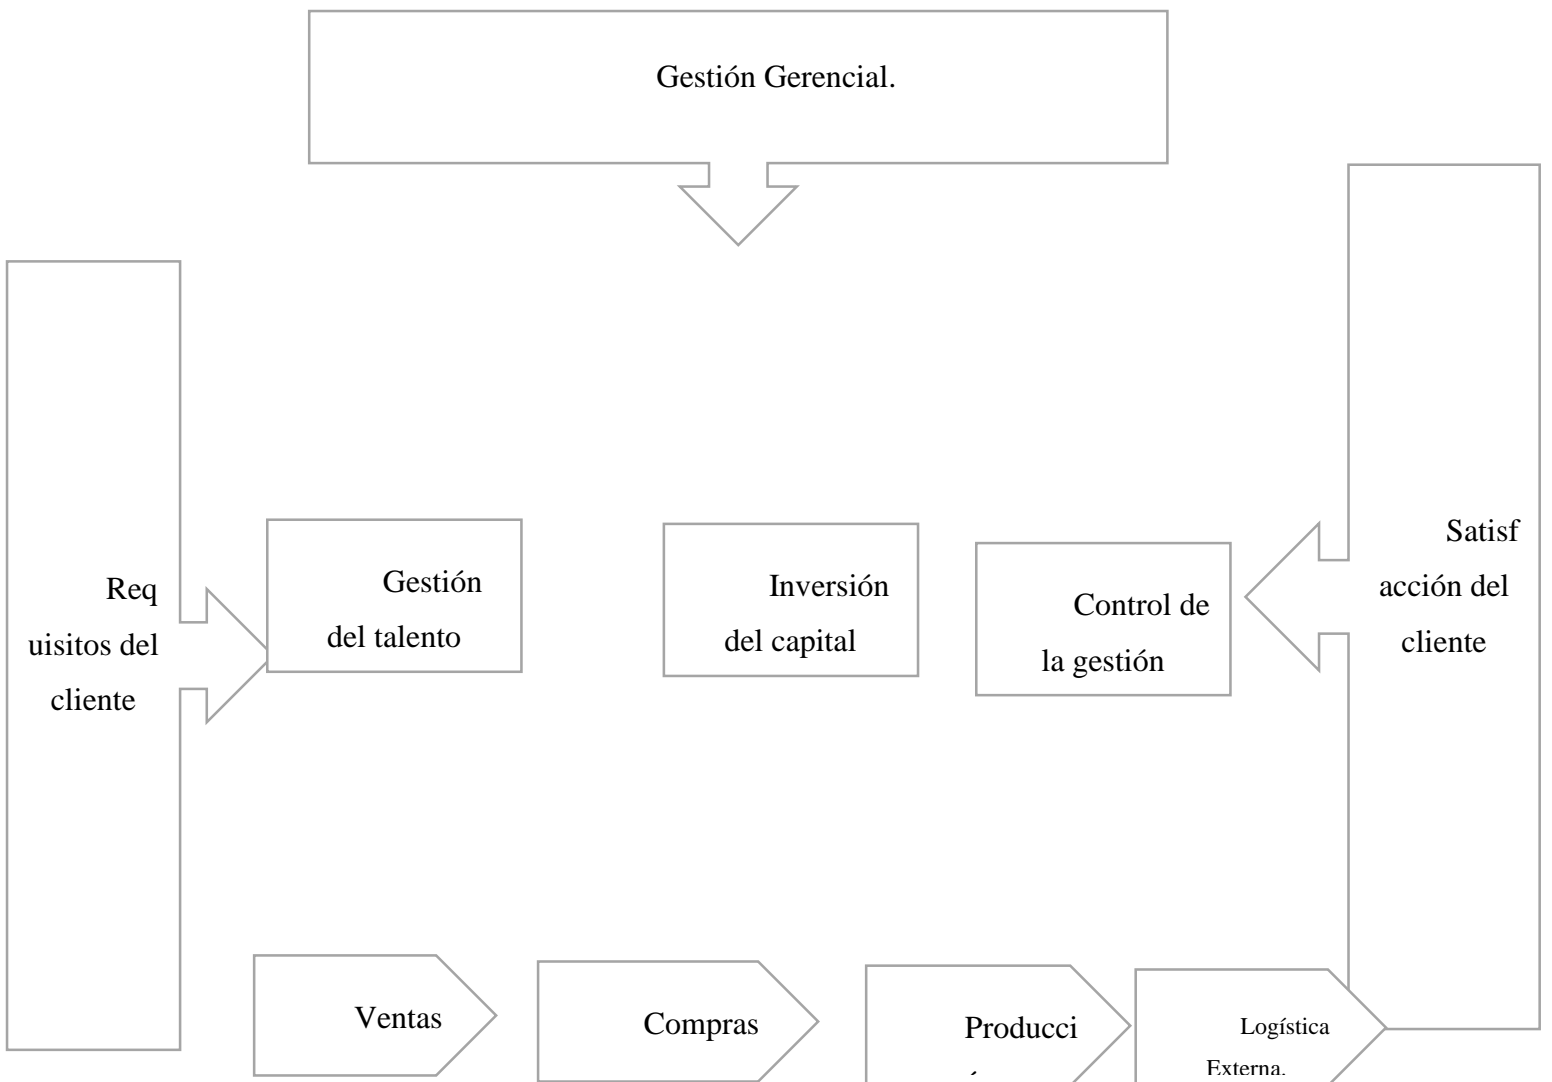 Gestión Gerencial.
Req
uisitos del
cliente
Gestión
del talento
Inversión
del capital
Control de
la gestión
Satisf
acción del
cliente
Ventas
Compras
Producci
Logística
Externa.